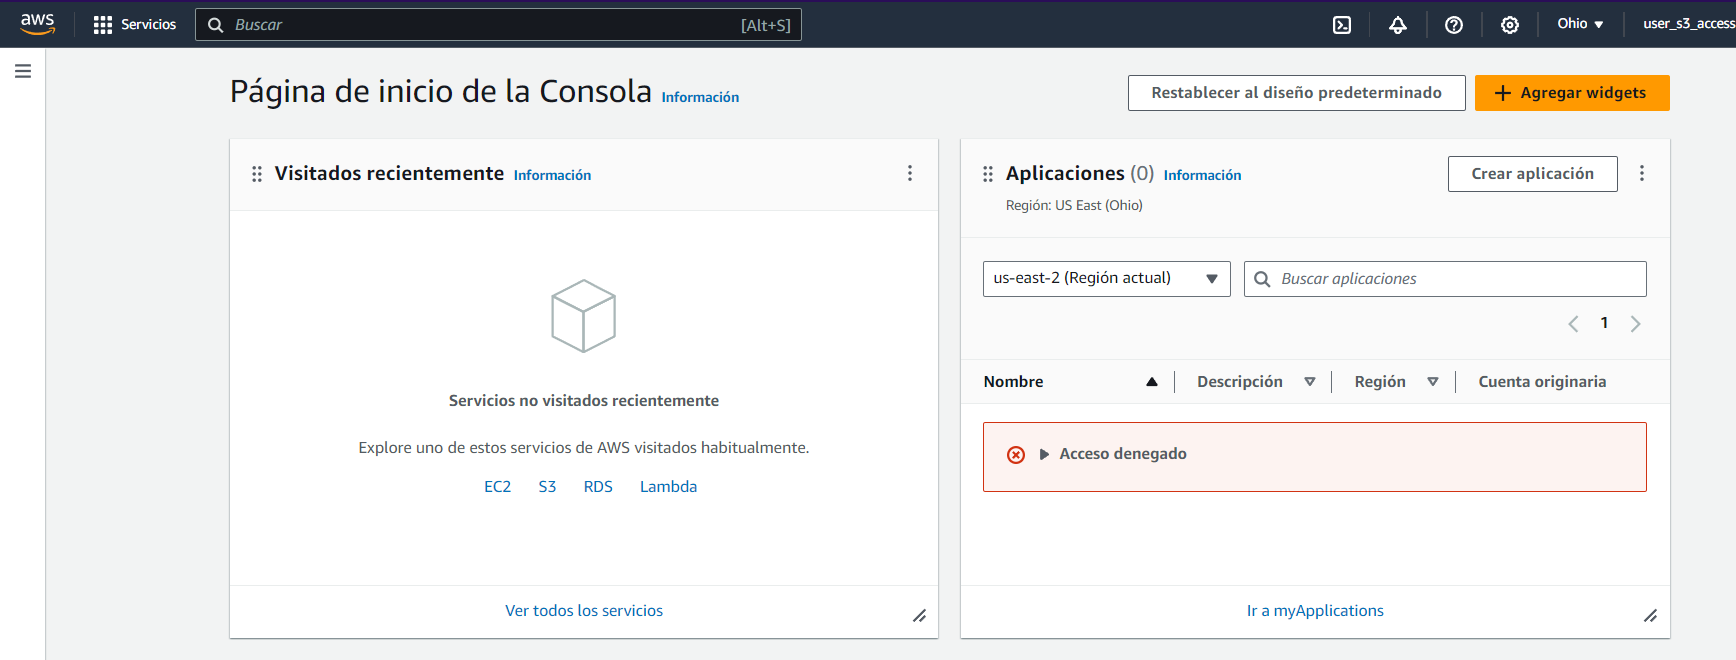 aws
Servicios
Buscar
[Alt+S]
Ohio
user_s3_access
Página de inicio de la Consola Información
Restablecer al diseño predeterminado
Agregar widgets
Visitados recientemente Información
Servicios no visitados recientemente
Explore uno de estos servicios de AWS visitados habitualmente.
EC2 S3 RDS Lambda
Ver todos los servicios
Aplicaciones (0) Información
Crear aplicación
Región: US East (Ohio)
us-east-2 (Región actual)
Buscar aplicaciones
1
Nombre Descripción Región Cuenta originaria
Acceso denegado
Ir a myApplications